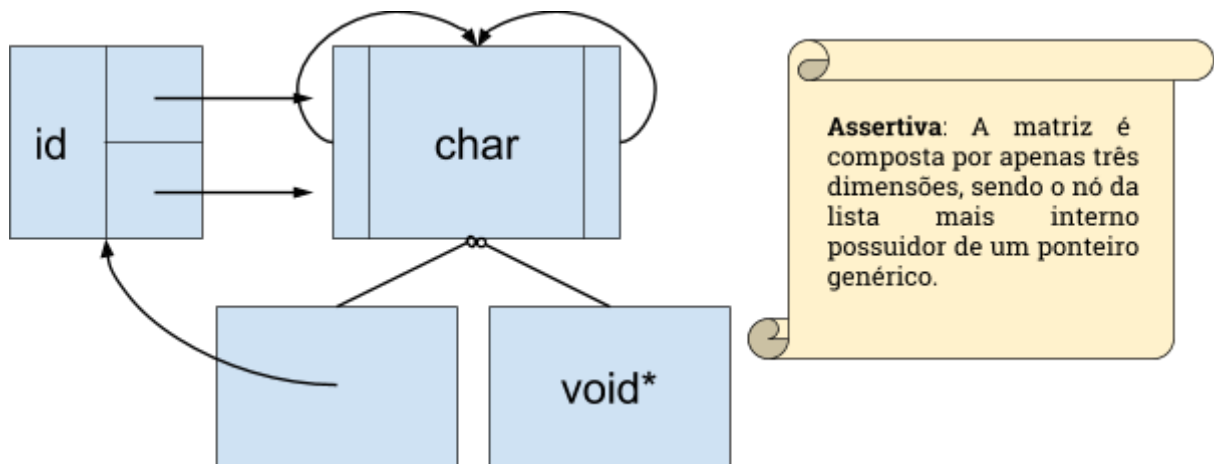 id
char
void*
Assertiva: A matriz é
composta por apenas três
dimensões, sendo o nó da
lista mais interno
possuidor de um ponteiro
genérico.